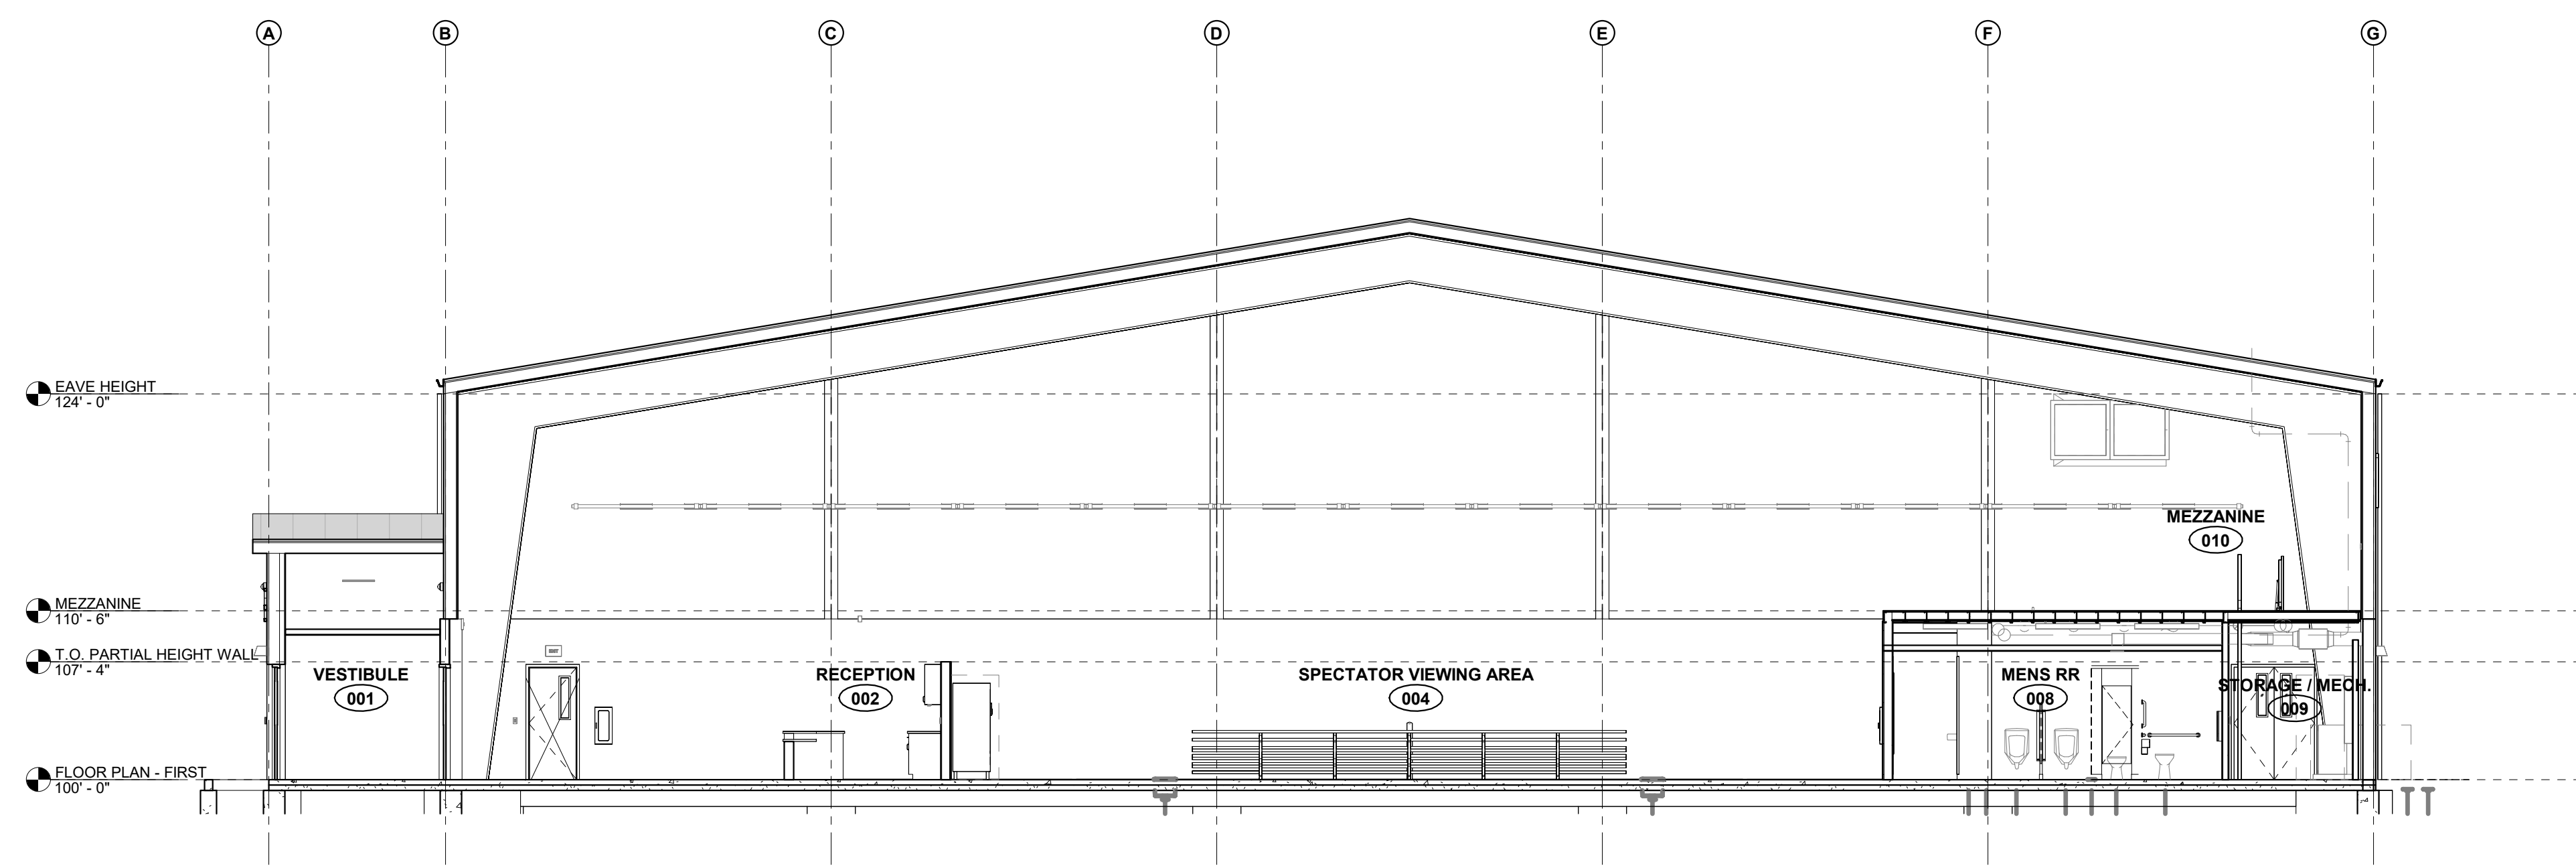 A B C D E F G
EAVE HEIGHT
124' - 0"
MEZZANINE
010
MEZZANINE
110' - 6"
T.O. PARTIAL HEIGHT WALL
107' - 4"
VESTIBULE
001
RECEPTION
002
SPECTATOR VIEWING AREA
004
MENS RR
008
STORAGE / MECH.
009
FLOOR PLAN - FIRST
100' - 0"